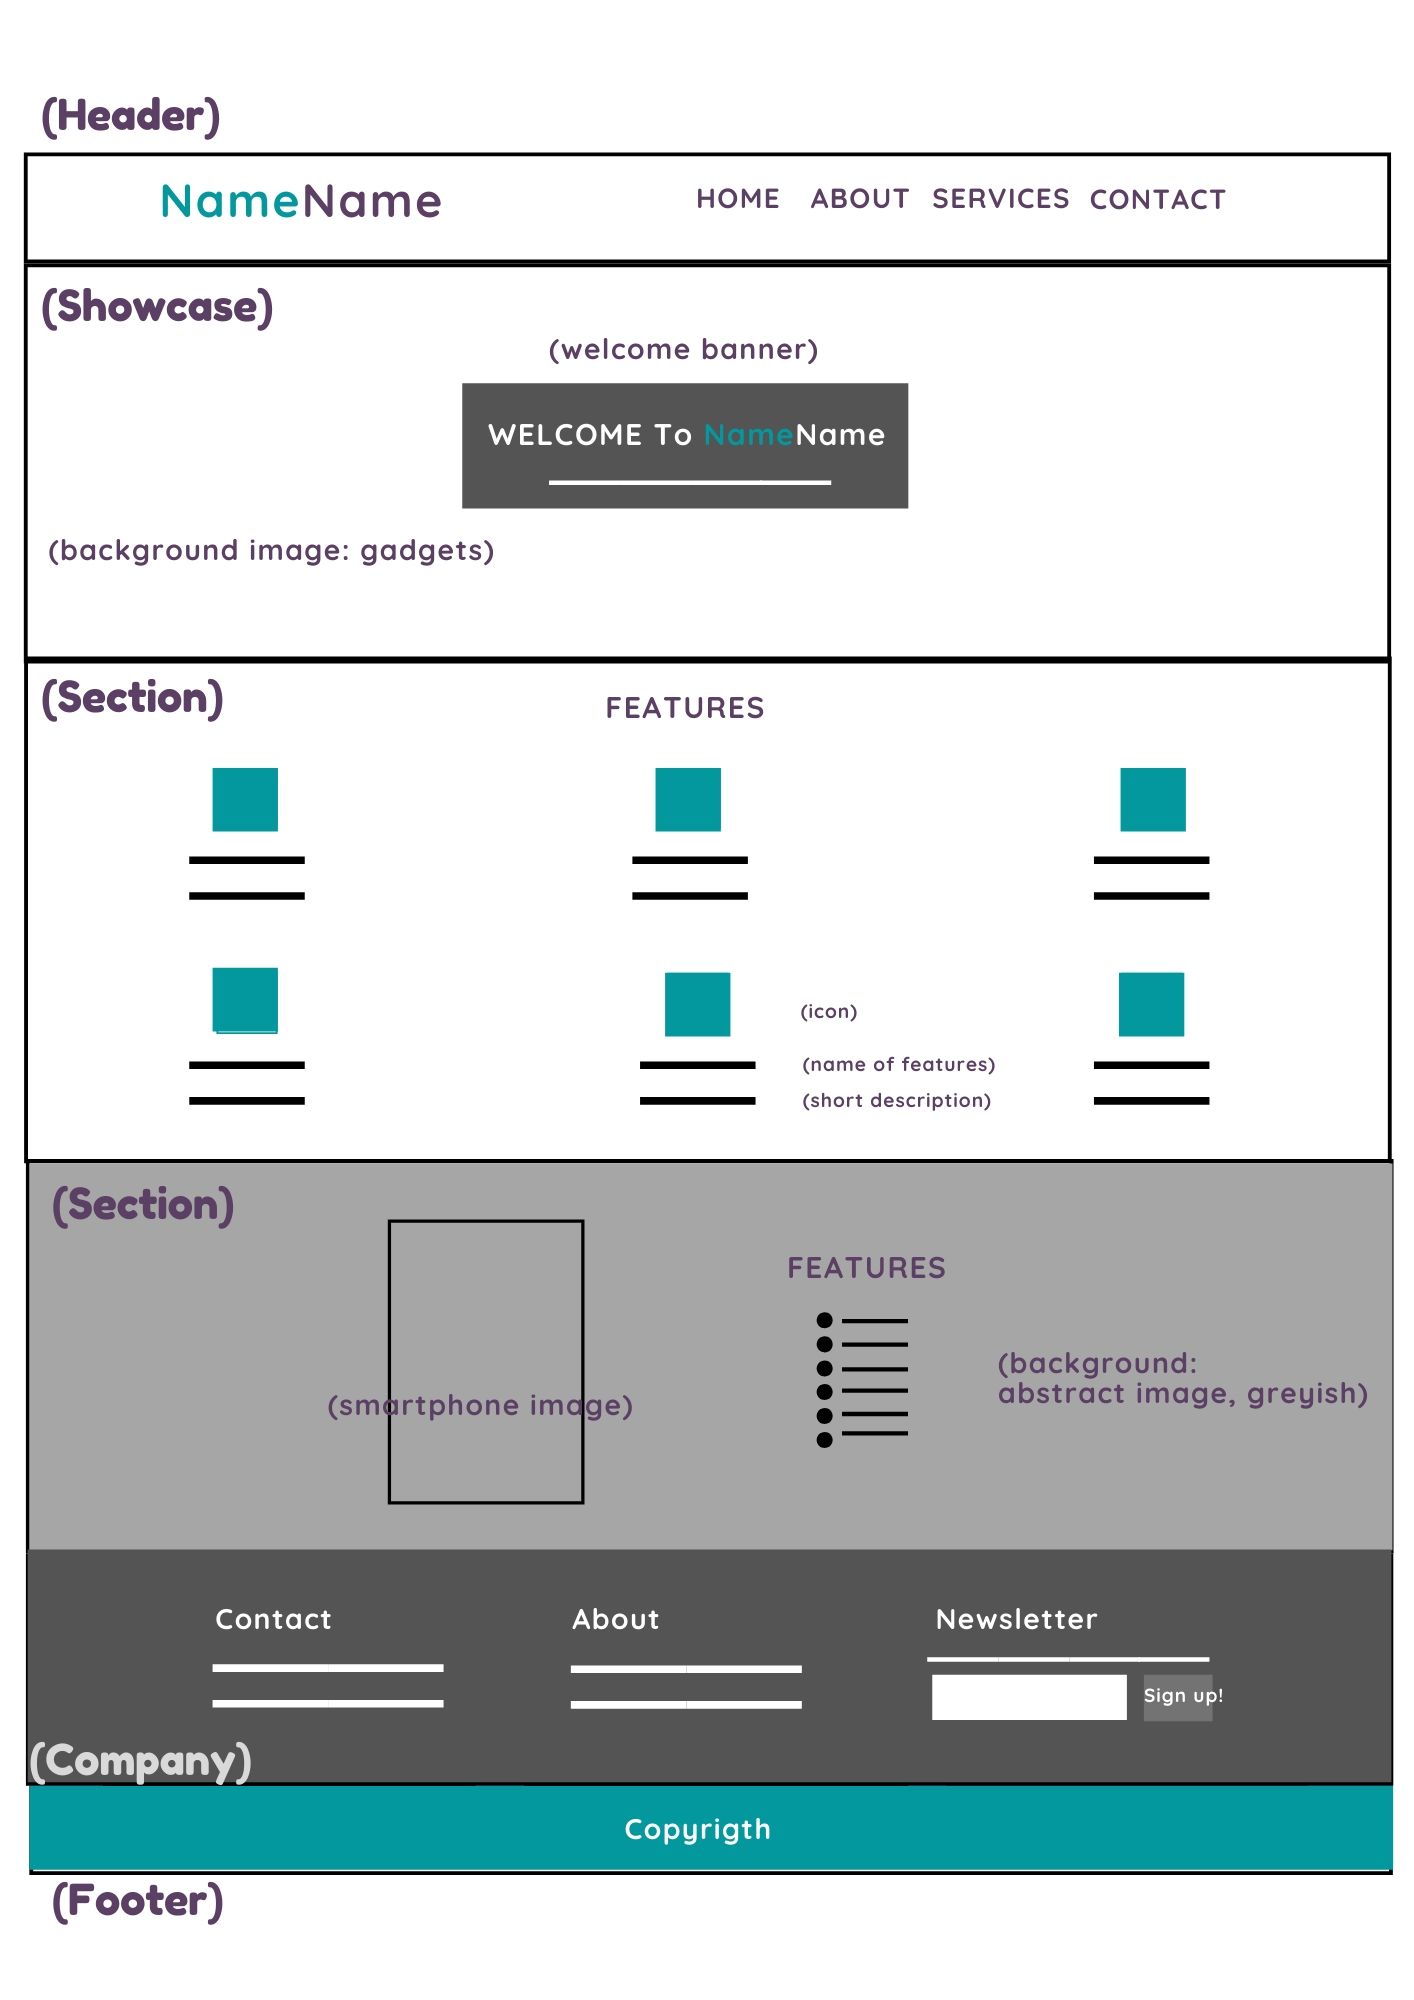 (Header)
NameName
HOME ABOUT SERVICES CONTACT
(Showcase)
(welcome banner)
WELCOME To NameName
(background image: gadgets)
(Section)
FEATURES
(icon)
(name of features)
(short description)
(Section)
FEATURES
(smartphone image)
(background:
abstract image, greyish)
Contact
About
Newsletter
Sign up!
(Company)
Copyrigth
(Footer)